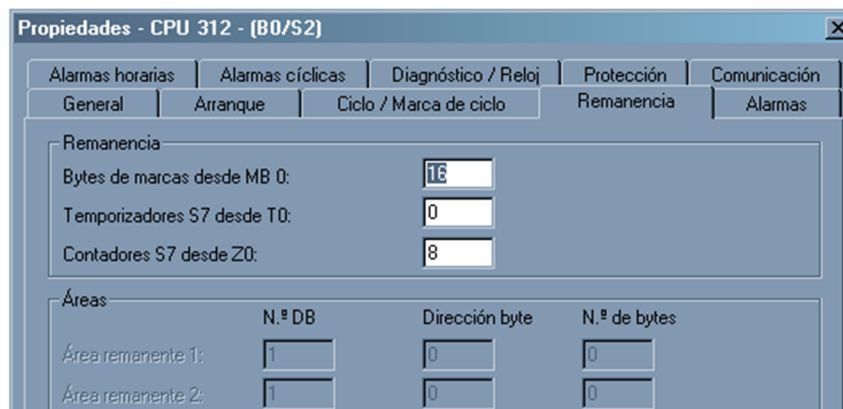 Propiedades - CPU 312 - (B0/S2)
Alarmas horarias Alarmas cíclicas Diagnóstico / Reloj Protección Comunicación
General Arranque Ciclo / Marca de ciclo Remanencia Alarmas
Remanencia
Bytes de marcas desde MB 0: 16
Temporizadores S7 desde T0: 0
Contadores S7 desde Z0: 8
Áreas
N.º DB Dirección byte N.º de bytes
Área remanente 1: 1 0 0
Área remanente 2: 1 0 0